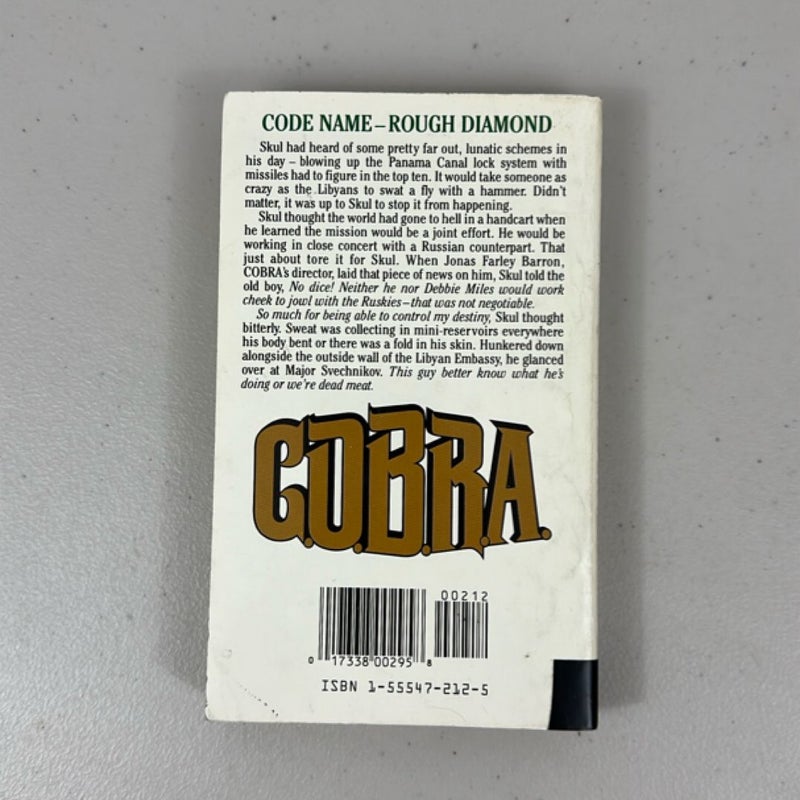 CODE NAME–ROUGH DIAMOND
Skul had heard of some pretty far out, lunatic schemes in
his day – blowing up the Panama Canal lock system with
missiles had to figure in the top ten. It would take someone as
crazy as the Libyans to swat a fly with a hammer. Didn't
matter, it was up to Skul to stop it from happening.
Skul thought the world had gone to hell in a handcart when
he learned the mission would be a joint effort. He would be
working in close concert with a Russian counterpart. That
just about tore it for Skul. When Jonas Farley Barron,
COBRA's director, laid that piece of news on him, Skul told the
old boy, No dice! Neither he nor Debbie Miles would work
cheek to jowl with the Ruskies–that was not negotiable.
So much for being able to control my destiny, Skul thought
bitterly. Sweat was collecting in mini-reservoirs everywhere
his body bent or there was a fold in his skin. Hunkered down
alongside the outside wall of the Libyan Embassy, he glanced
over at Major Svechnikov. This guy better know what he's
doing or we're dead meat.
C.O.B.R.A.
00212
0 17338 00295 8
ISBN 1-55547-212-5